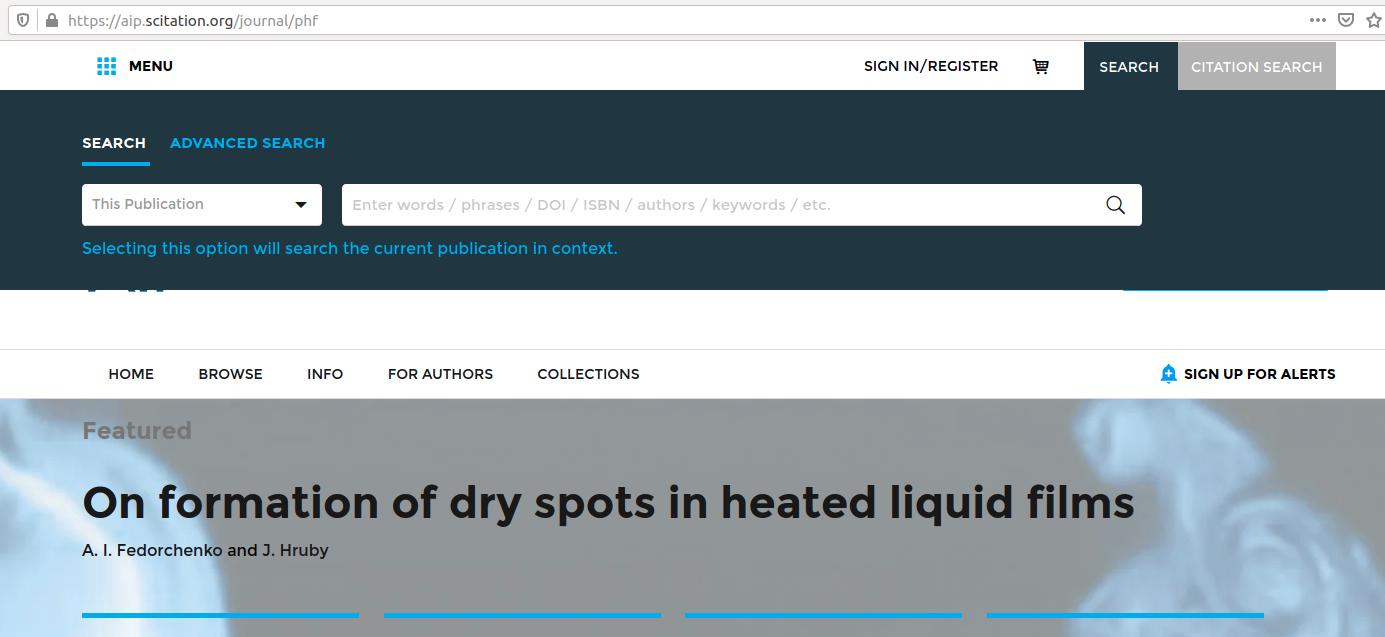 https://aip.scitation.org/journal/phf
MENU
SIGN IN/REGISTER
SEARCH
CITATION SEARCH
SEARCH
ADVANCED SEARCH
This Publication
Enter words / phrases / DOI / ISBN / authors / keywords / etc.
Selecting this option will search the current publication in context.
HOME
BROWSE
INFO
FOR AUTHORS
COLLECTIONS
SIGN UP FOR ALERTS
Featured
On formation of dry spots in heated liquid films
A. I. Fedorchenko and J. Hruby